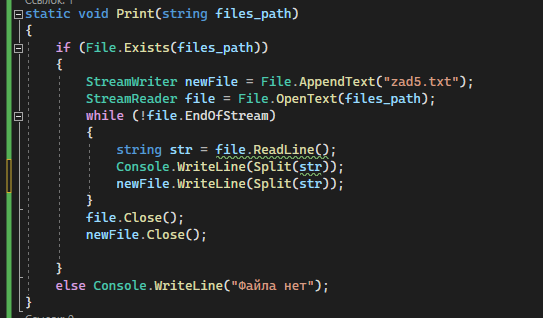 Ссылок: 1
static void Print(string files_path)
{
if (File.Exists(files_path))
{
StreamWriter newFile = File.AppendText("zad5.txt");
StreamReader file = File.OpenText(files_path);
while (!file.EndOfStream)
{
string str = file.ReadLine();
Console.WriteLine(Split(str));
newFile.WriteLine(Split(str));
}
file.Close();
newFile.Close();
}
else Console.WriteLine("Файла нет");
}